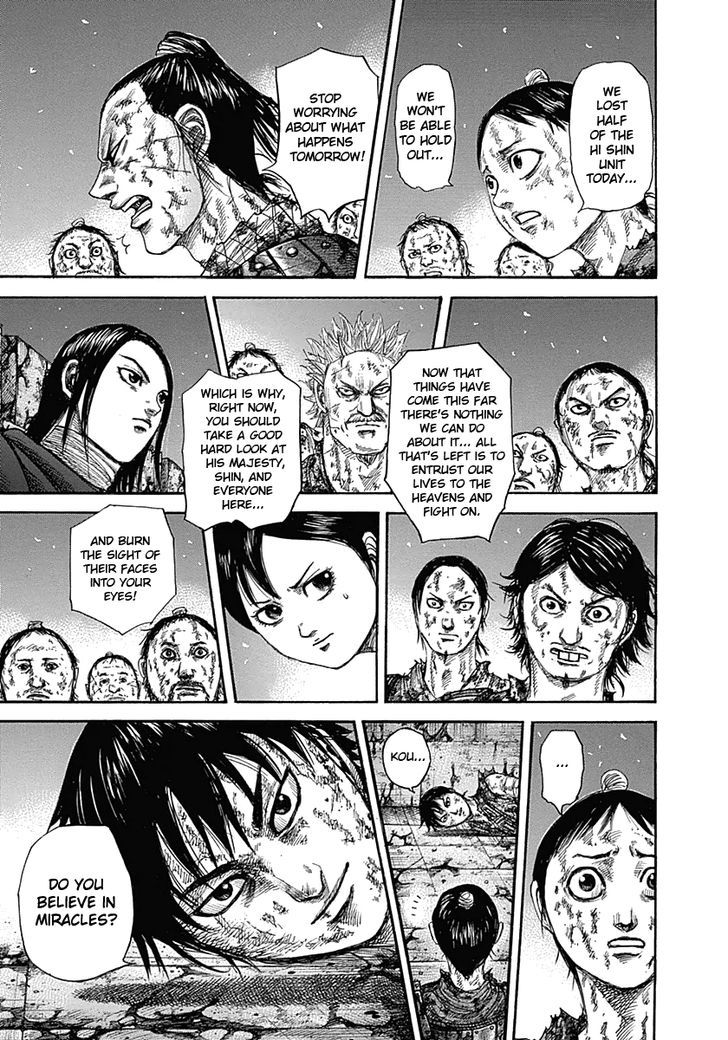 WE
LOST
HALF
OF THE
HI SHIN
UNIT
TODAY...
WE
WON'T
BE ABLE
TO HOLD
OUT...
STOP
WORRYING
ABOUT WHAT
HAPPENS
TOMORROW!
NOW THAT
THINGS HAVE
COME THIS FAR
THERE'S NOTHING
WE CAN DO
ABOUT IT... ALL
THAT'S LEFT IS TO
ENTRUST OUR
LIVES TO THE
HEAVENS AND
FIGHT ON.
WHICH IS WHY,
RIGHT NOW,
YOU SHOULD
TAKE A GOOD
HARD LOOK AT
HIS MAJESTY,
SHIN, AND
EVERYONE
HERE...
AND BURN
THE SIGHT OF
THEIR FACES
INTO YOUR
EYES!
...
KOU...
DO YOU
BELIEVE IN
MIRACLES?